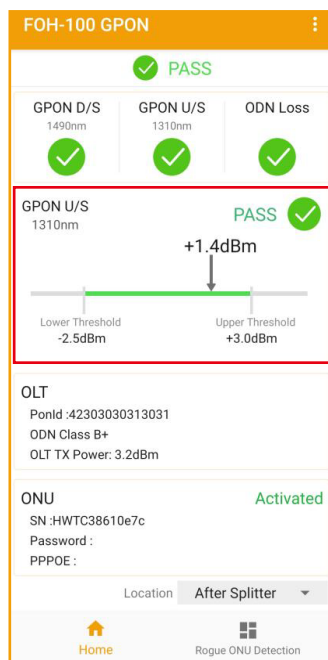 FOH-100 GPON
PASS
GPON D/S GPON U/S ODN Loss
1490nm 1310nm
GPON U/S PASS
1310nm
+1.4dBm
Lower Threshold Upper Threshold
-2.5dBm +3.0dBm
OLT
PonId :42303030313031
ODN Class B+
OLT TX Power: 3.2dBm
ONU Activated
SN :HWTC38610e7c
Password :
PPPOE :
Location After Splitter
Home Rogue ONU Detection